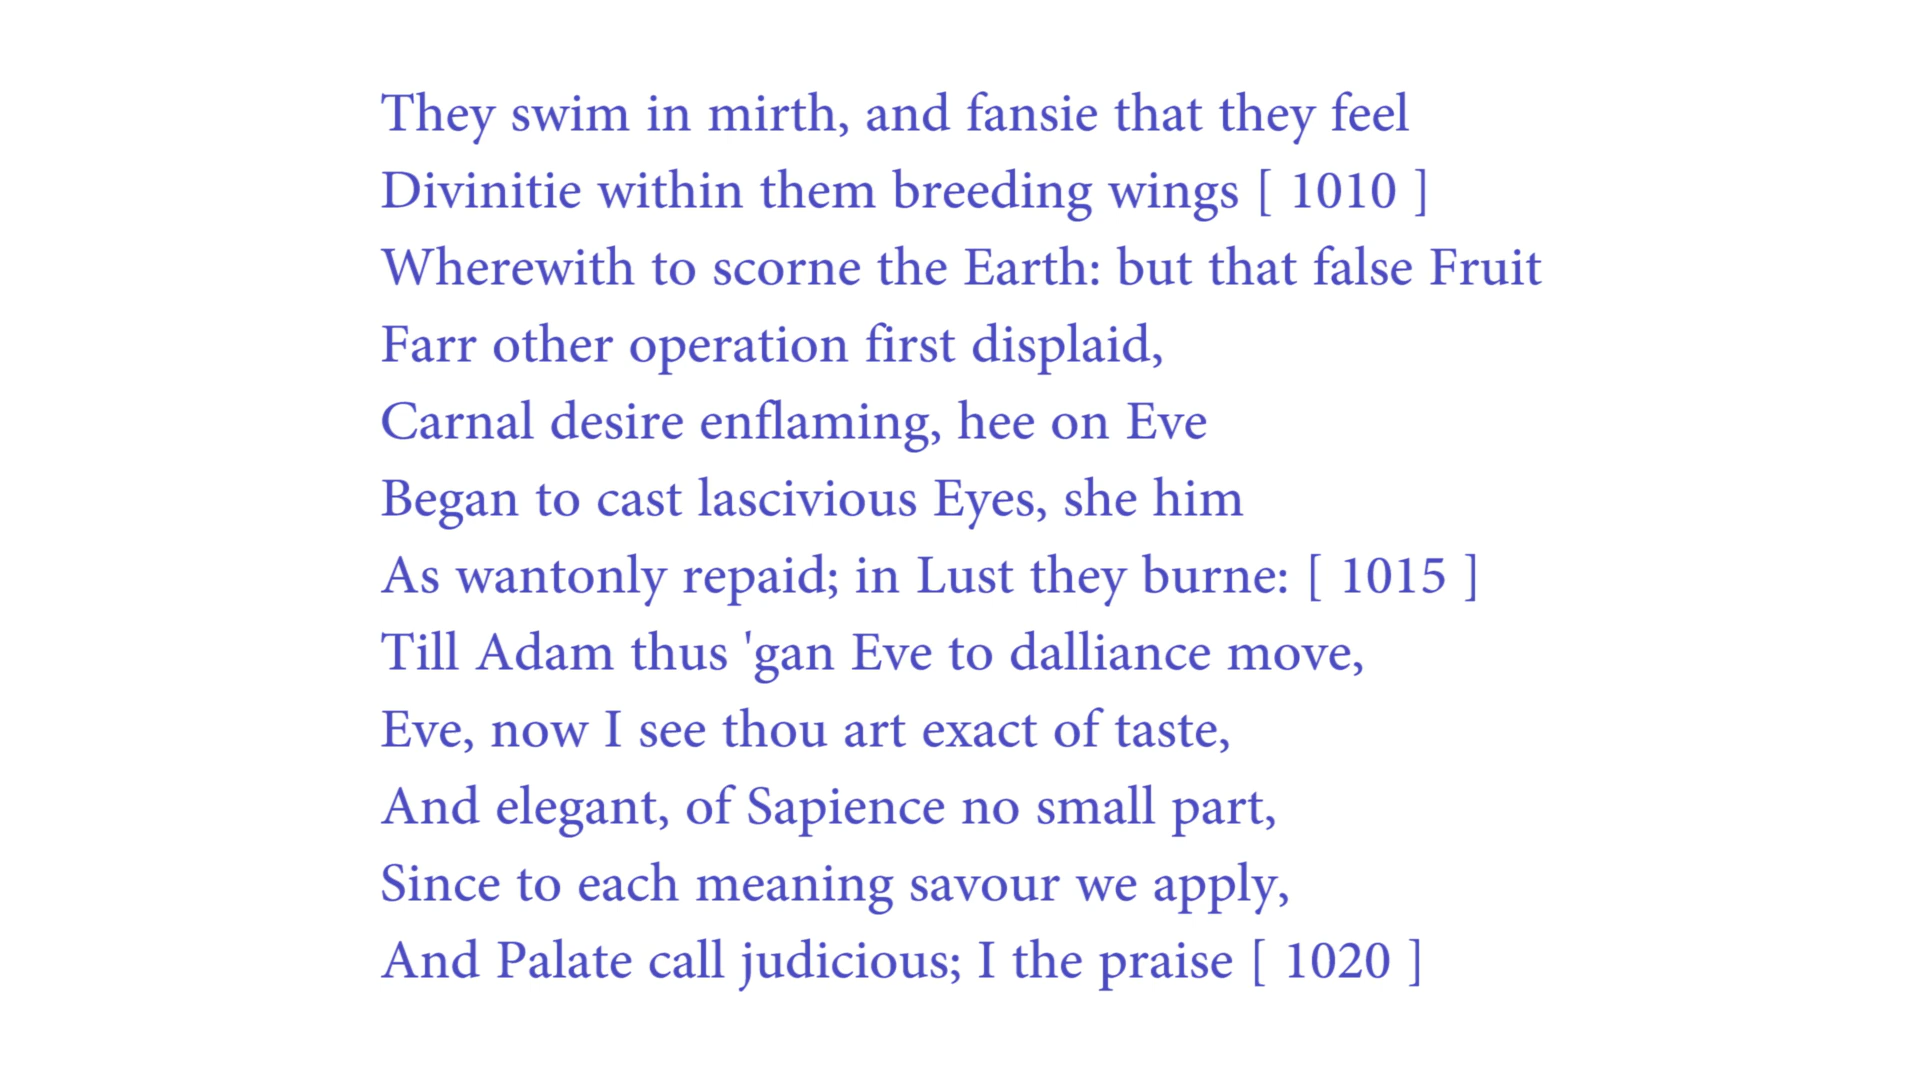 They swim in mirth, and fansie that they feel
Divinitie within them breeding wings [ 1010 ]
Wherewith to scorne the Earth: but that false Fruit
Farr other operation first displaid,
Carnal desire enflaming, hee on Eve
Began to cast lascivious Eyes, she him
As wantonly repaid; in Lust they burne: [ 1015 ]
Till Adam thus 'gan Eve to dalliance move,
Eve, now I see thou art exact of taste,
And elegant, of Sapience no small part,
Since to each meaning savour we apply,
And Palate call judicious; I the praise [ 1020 ]